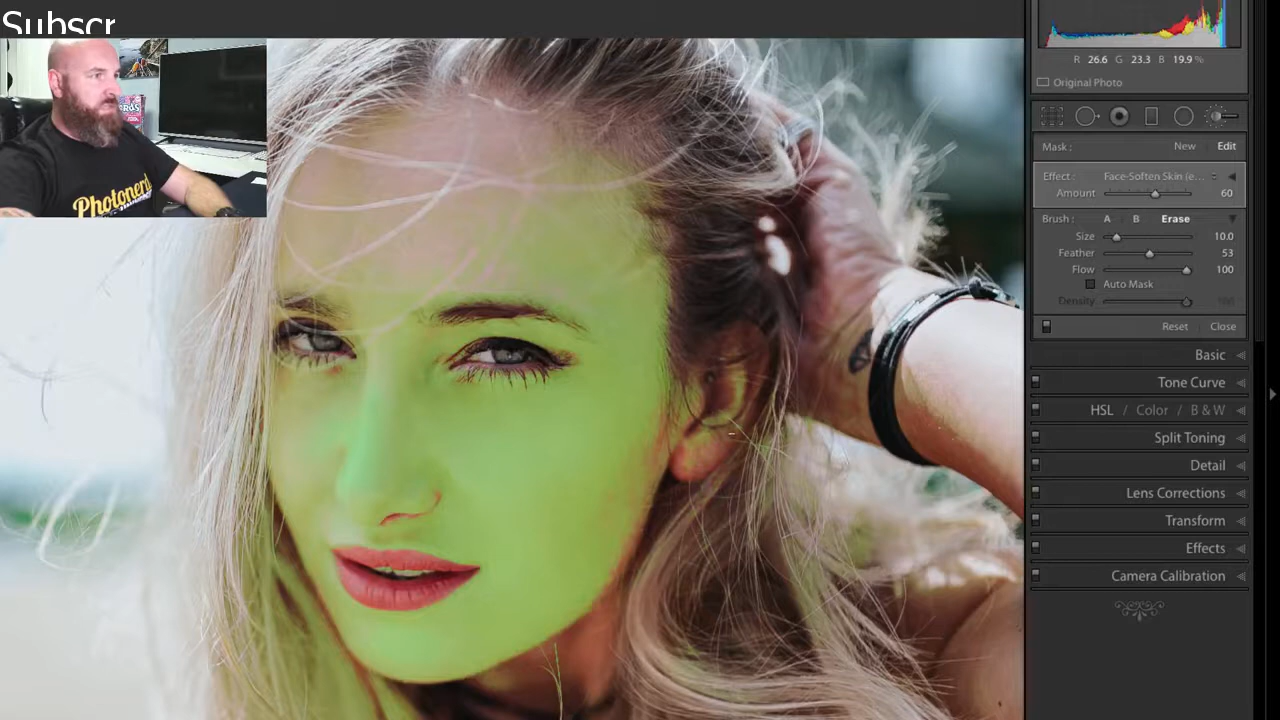 Subscr
Photonerds
R 26.6 G 23.3 B 19.9 %
Original Photo
Mask : New Edit
Effect : Face-Soften Skin (e...
Amount 60
Brush : A B Erase
Size 10.0
Feather 53
Flow 100
Auto Mask
Density 100
Reset Close
Basic
Tone Curve
HSL / Color / B & W
Split Toning
Detail
Lens Corrections
Transform
Effects
Camera Calibration